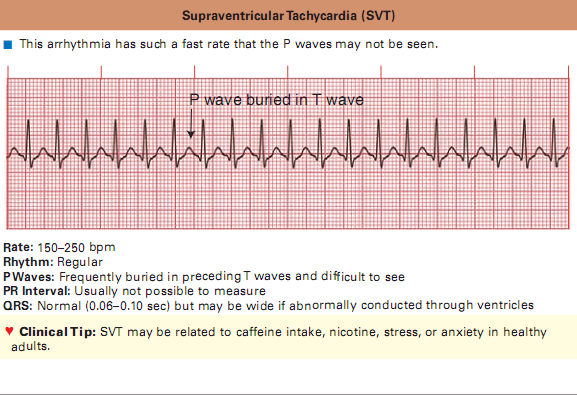 Supraventricular Tachycardia (SVT)
■ This arrhythmia has such a fast rate that the P waves may not be seen.
P wave buried in T wave
Rate: 150–250 bpm
Rhythm: Regular
P Waves: Frequently buried in preceding T waves and difficult to see
PR Interval: Usually not possible to measure
QRS: Normal (0.06–0.10 sec) but may be wide if abnormally conducted through ventricles
♥ Clinical Tip: SVT may be related to caffeine intake, nicotine, stress, or anxiety in healthy
adults.